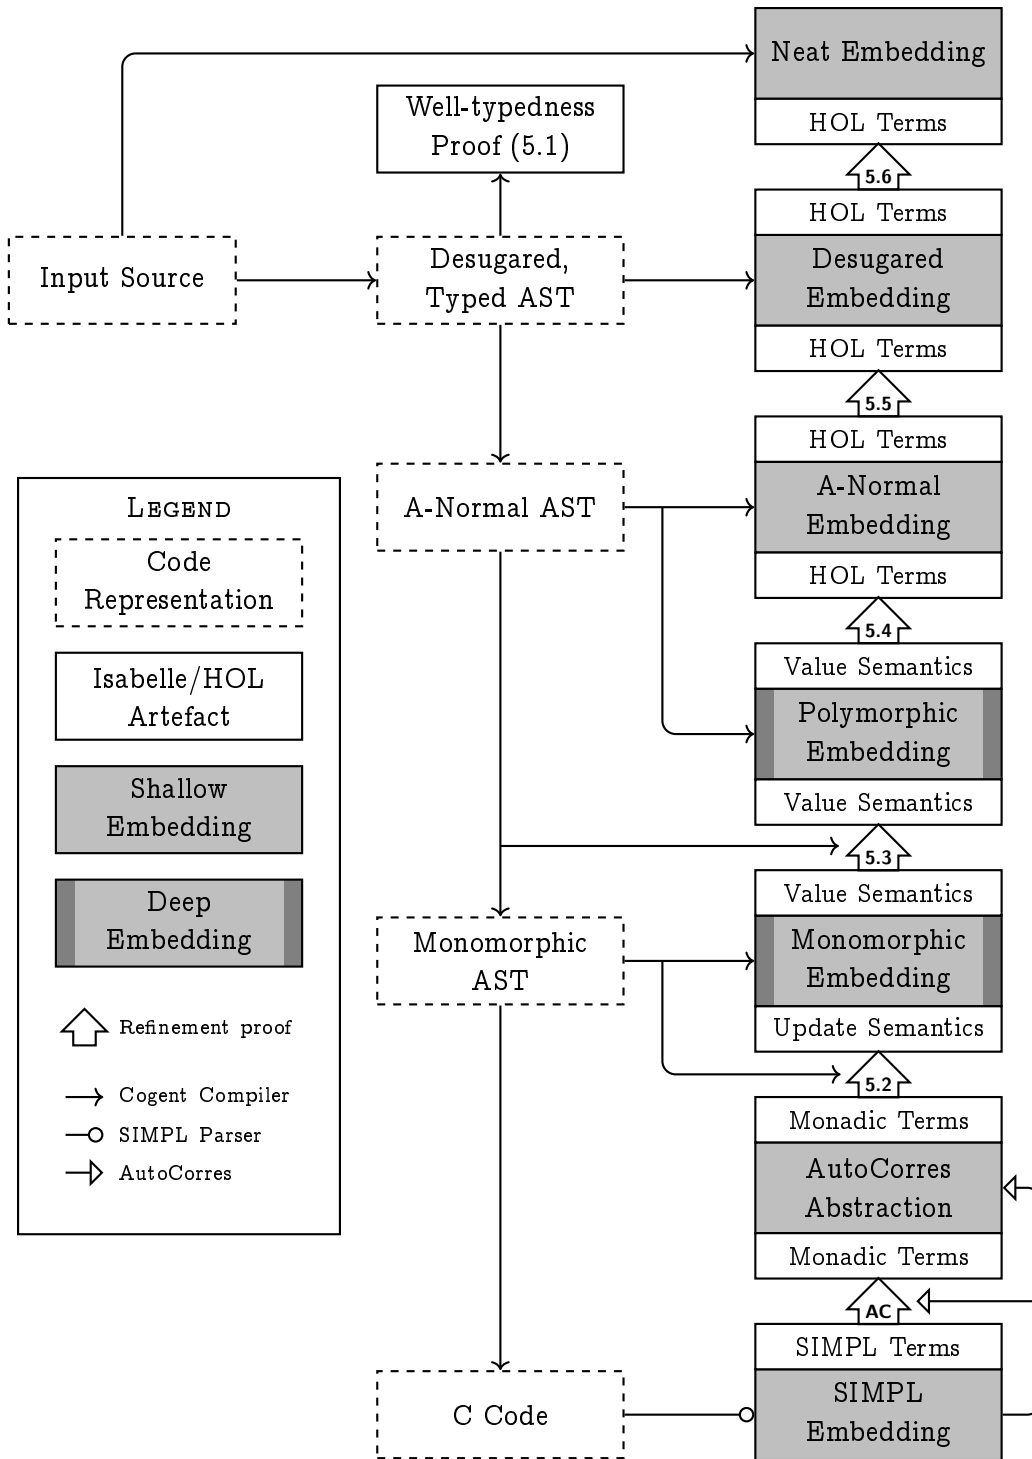 Neat Embedding
HOL Terms
5.6
Well-typedness
Proof (5.1)
Input Source
Desugared,
Typed AST
HOL Terms
Desugared
Embedding
HOL Terms
5.5
A-Normal AST
HOL Terms
A-Normal
Embedding
HOL Terms
5.4
Value Semantics
Polymorphic
Embedding
Value Semantics
5.3
Monomorphic
AST
Value Semantics
Monomorphic
Embedding
Update Semantics
5.2
Monadic Terms
AutoCorres
Abstraction
Monadic Terms
AC
C Code
SIMPL Terms
SIMPL
Embedding
LEGEND
Code
Representation
Isabelle/HOL
Artefact
Shallow
Embedding
Deep
Embedding
Refinement proof
Cogent Compiler
SIMPL Parser
AutoCorres